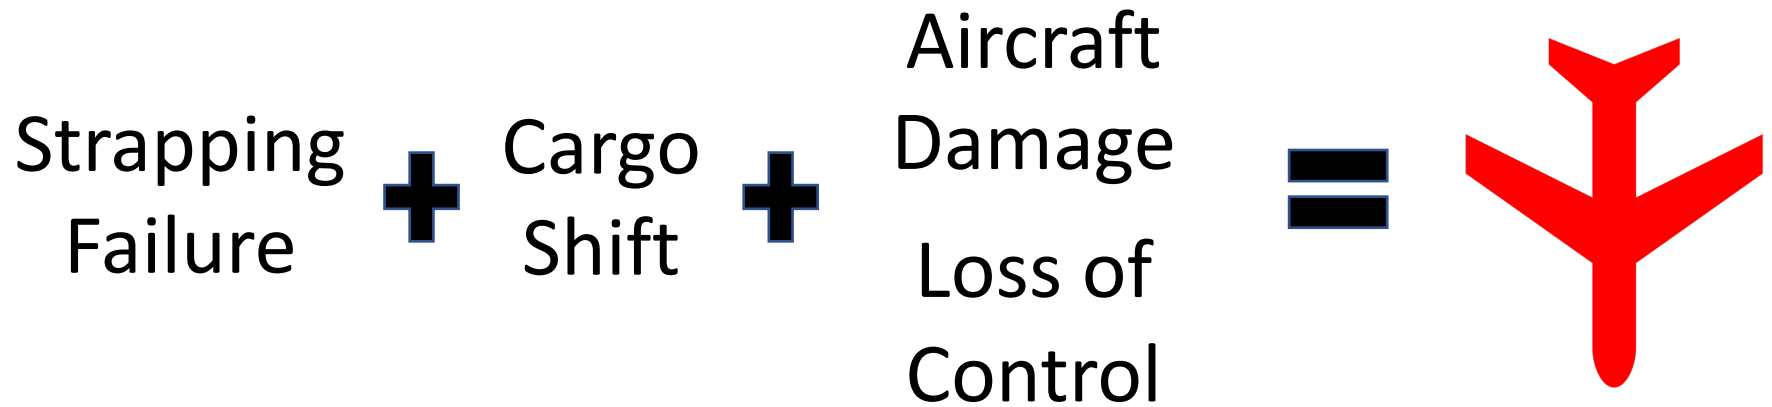 Strapping
Failure
Cargo
Shift
Aircraft
Damage
Loss of
Control